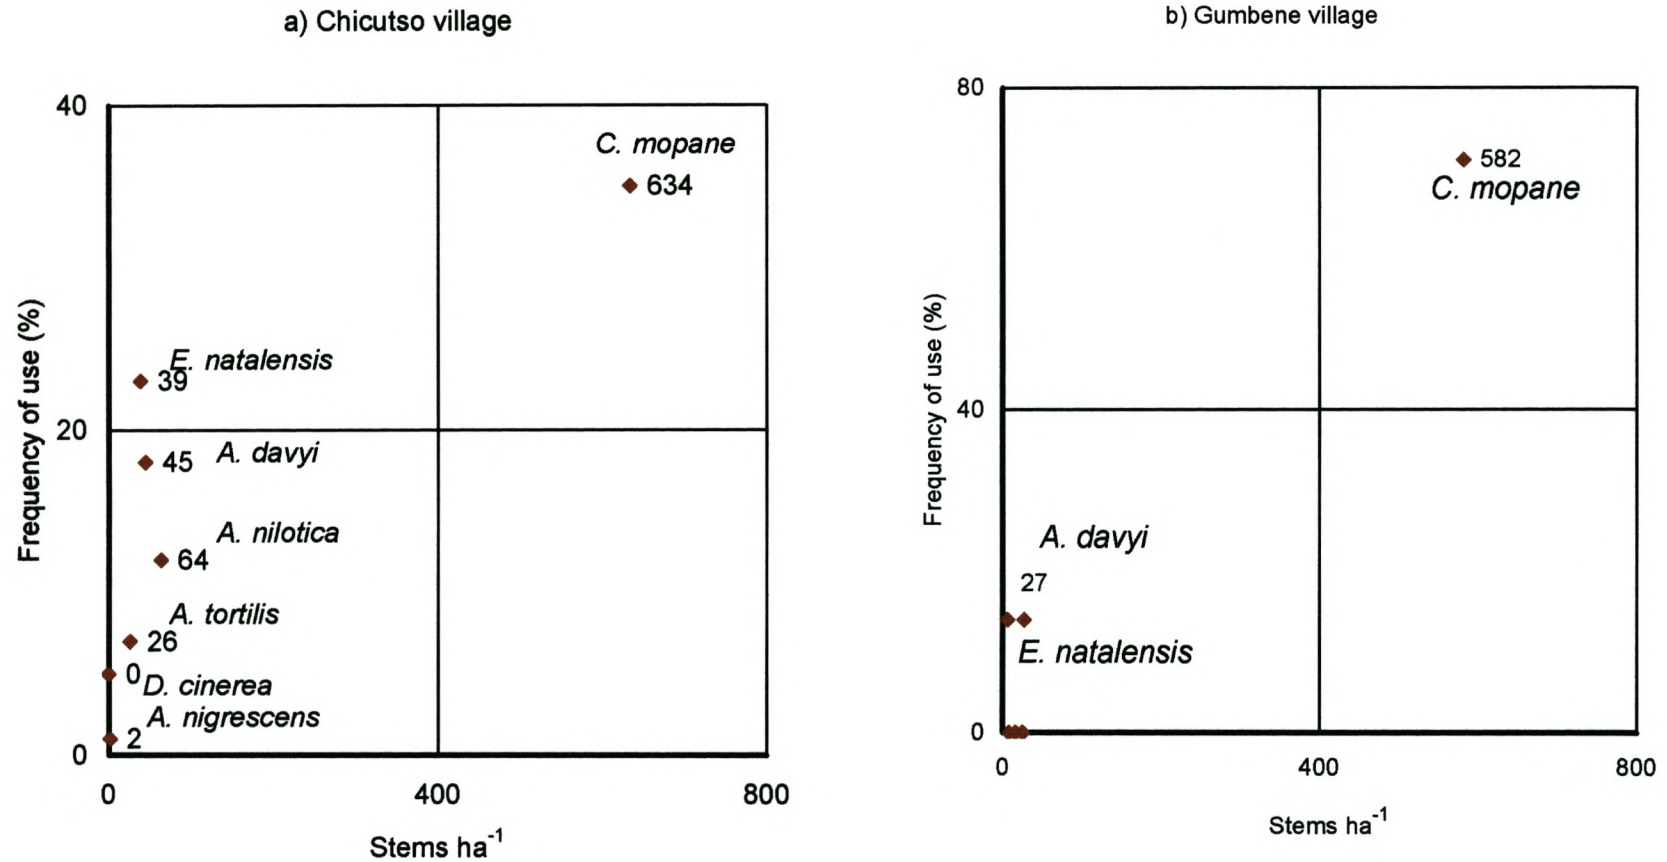 a) Chicutso village
40
C. mopane
634
E. natalensis
39
20
A. davyi
45
A. nilotica
64
A. tortilis
26
0
D. cinerea
A. nigrescens
2
0
0 400 800
Frequency of use (%)
Stems ha⁻¹
b) Gumbene village
80
582
C. mopane
40
A. davyi
27
E. natalensis
0
0 400 800
Frequency of use (%)
Stems ha⁻¹